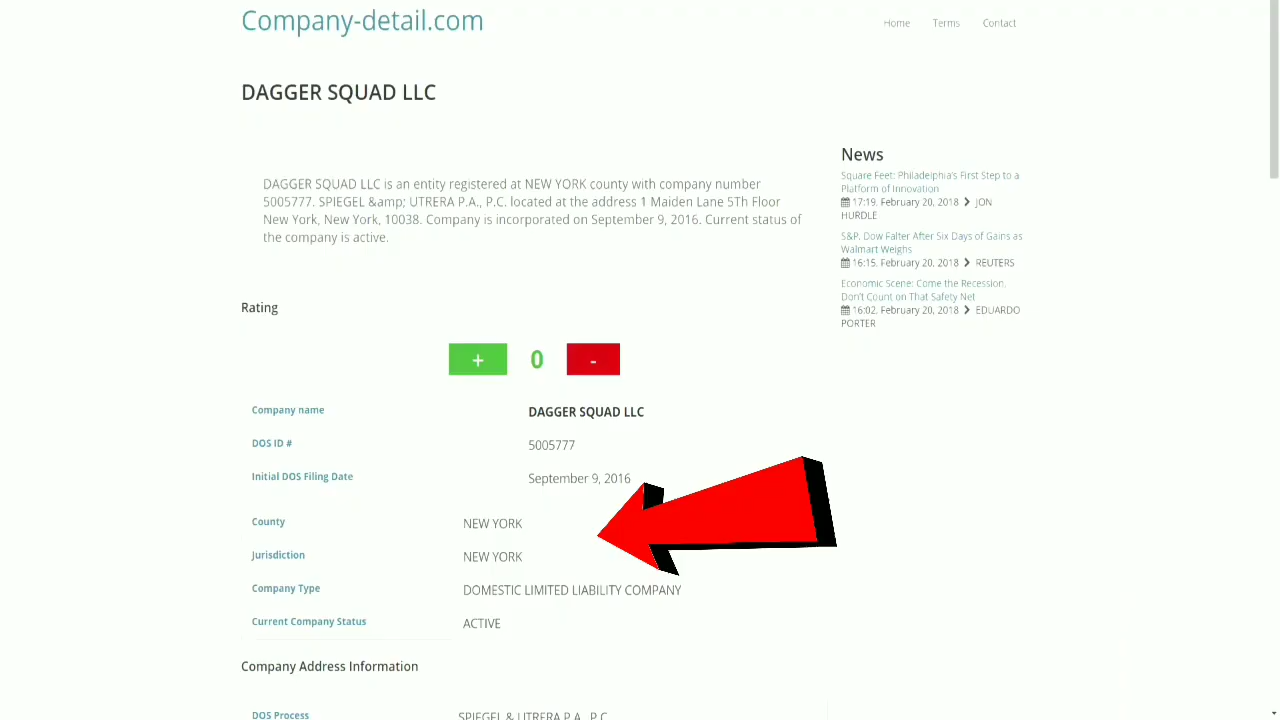 Company-detail.com
Home Terms Contact
DAGGER SQUAD LLC
DAGGER SQUAD LLC is an entity registered at NEW YORK county with company number
5005777. SPIEGEL &amp; UTRERA P.A., P.C. located at the address 1 Maiden Lane 5Th Floor
New York, New York, 10038. Company is incorporated on September 9, 2016. Current status of
the company is active.
News
Square Feet: Philadelphia's First Step to a
Platform of Innovation
17:19. February 20, 2018 JON
HURDLE
S&P, Dow Falter After Six Days of Gains as
Walmart Weighs
16:15. February 20, 2018 REUTERS
Economic Scene: Come the Recession,
Don't Count on That Safety Net
16:02. February 20, 2018 EDUARDO
PORTER
Rating
+ 0 -
Company name DAGGER SQUAD LLC
DOS ID # 5005777
Initial DOS Filing Date September 9, 2016
County NEW YORK
Jurisdiction NEW YORK
Company Type DOMESTIC LIMITED LIABILITY COMPANY
Current Company Status ACTIVE
Company Address Information
DOS Process SPIEGEL & UTRERA P.A., P.C.